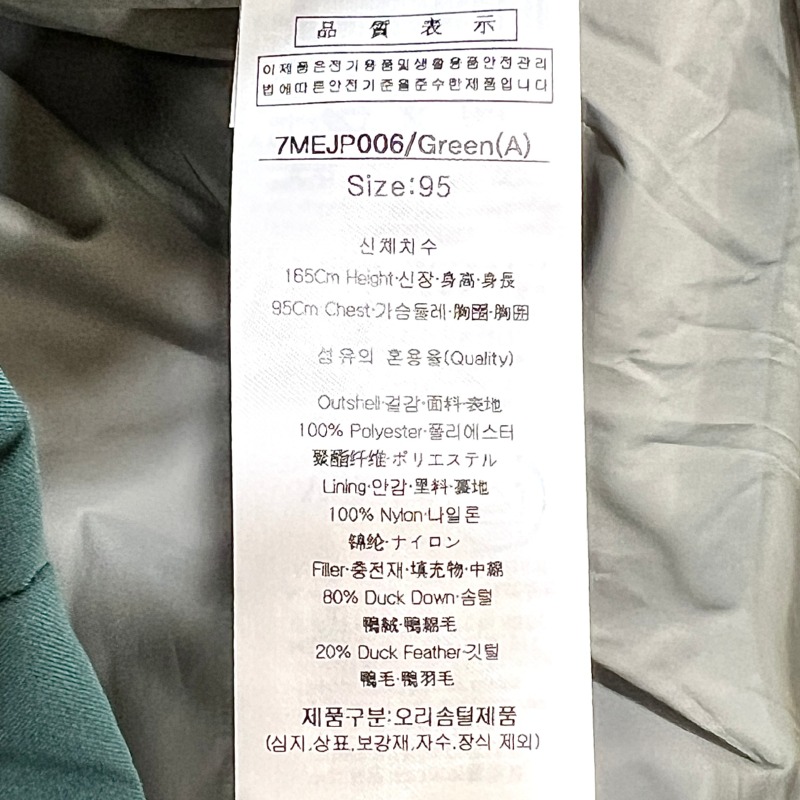 品質表示
이제품은전기용품및생활용품안전관리
법에따른안전기준을준수한제품입니다
7MEJP006/Green(A)
Size:95
신체치수
165Cm Height·신장·身高·身長
95Cm Chest·가슴둘레·胸围·胸囲
섬유의 혼용율(Quality)
Outshell·겉감·面料·表地
100% Polyester·폴리에스터
聚酯纤维·ポリエステル
Lining·안감·里料·裏地
100% Nylon·나일론
锦纶·ナイロン
Filler·충전재·填充物·中綿
80% Duck Down·솜털
鴨絨·鴨綿毛
20% Duck Feather·깃털
鴨毛·鴨羽毛
제품구분:오리솜털제품
(심지,상표,보강재,자수,장식 제외)